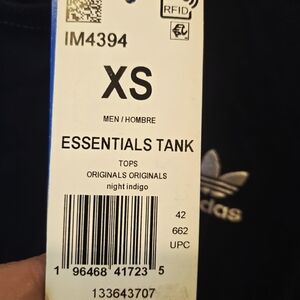 RFID
IM4394
XS
MEN / HOMBRE
ESSENTIALS TANK
TOPS
ORIGINALS ORIGINALS
night indigo
42
662
UPC
1 96468 41723 5
133643707